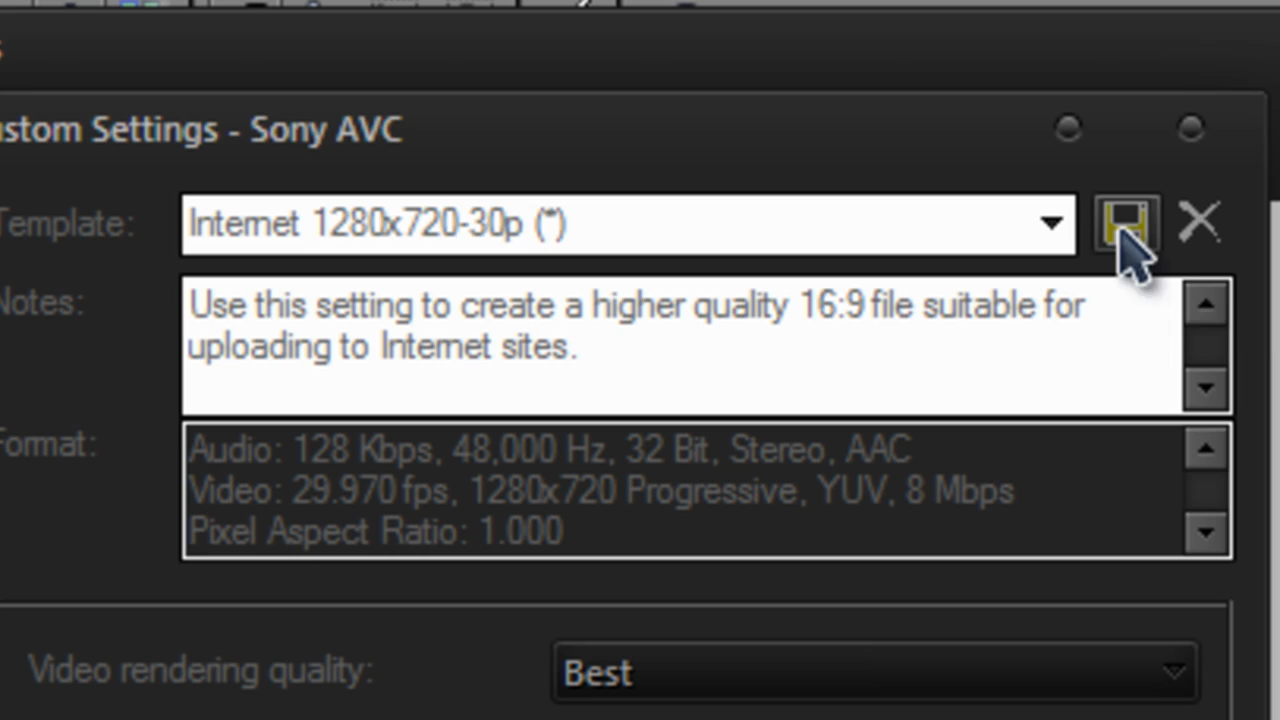 stom Settings - Sony AVC
Template:
Internet 1280x720-30p (*)
Notes:
Use this setting to create a higher quality 16:9 file suitable for
uploading to Internet sites.
Format:
Audio: 128 Kbps, 48,000 Hz, 32 Bit, Stereo, AAC
Video: 29.970 fps, 1280x720 Progressive, YUV, 8 Mbps
Pixel Aspect Ratio: 1.000
Video rendering quality:
Best